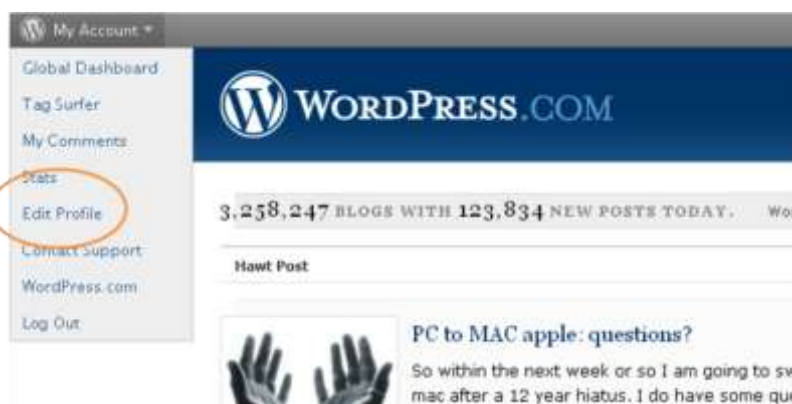 My Account
Global Dashboard
Tag Surfer
My Comments
Stats
Edit Profile
Contact Support
WordPress.com
Log Out
WORDPRESS.COM
3,258,247 BLOGS WITH 123,834 NEW POSTS TODAY.
Hawt Post
PC to MAC apple: questions?
So within the next week or so I am going to sw
mac after a 12 year hiatus. I do have some que